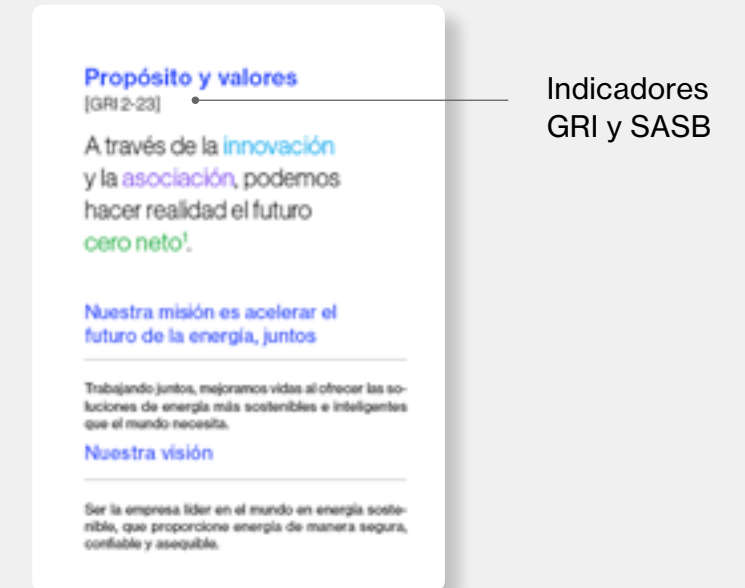 Propósito y valores
[GRI 2-23]
A través de la innovación
y la asociación, podemos
hacer realidad el futuro
cero neto¹.
Nuestra misión es acelerar el
futuro de la energía, juntos
Trabajando juntos, mejoramos vidas al ofrecer las so-
luciones de energía más sostenibles e inteligentes
que el mundo necesita.
Nuestra visión
Ser la empresa líder en el mundo en energía soste-
nible, que proporcione energía de manera segura,
confiable y asequible.
Indicadores
GRI y SASB